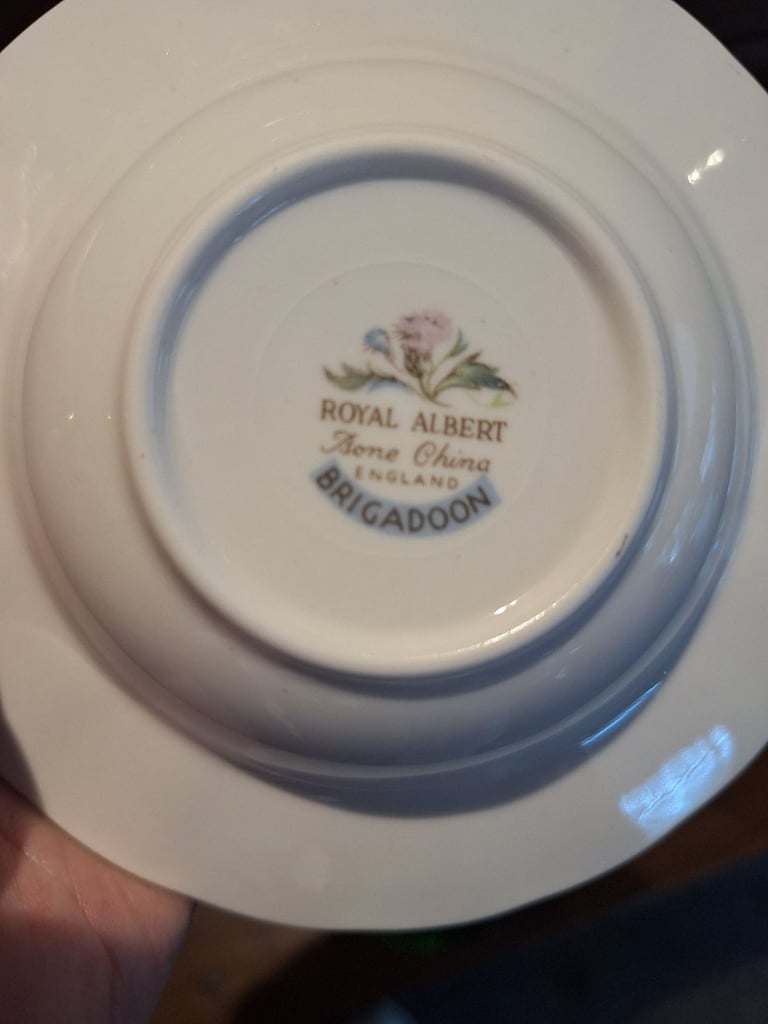 ROYAL ALBERT
Bone China
ENGLAND
BRIGADOON